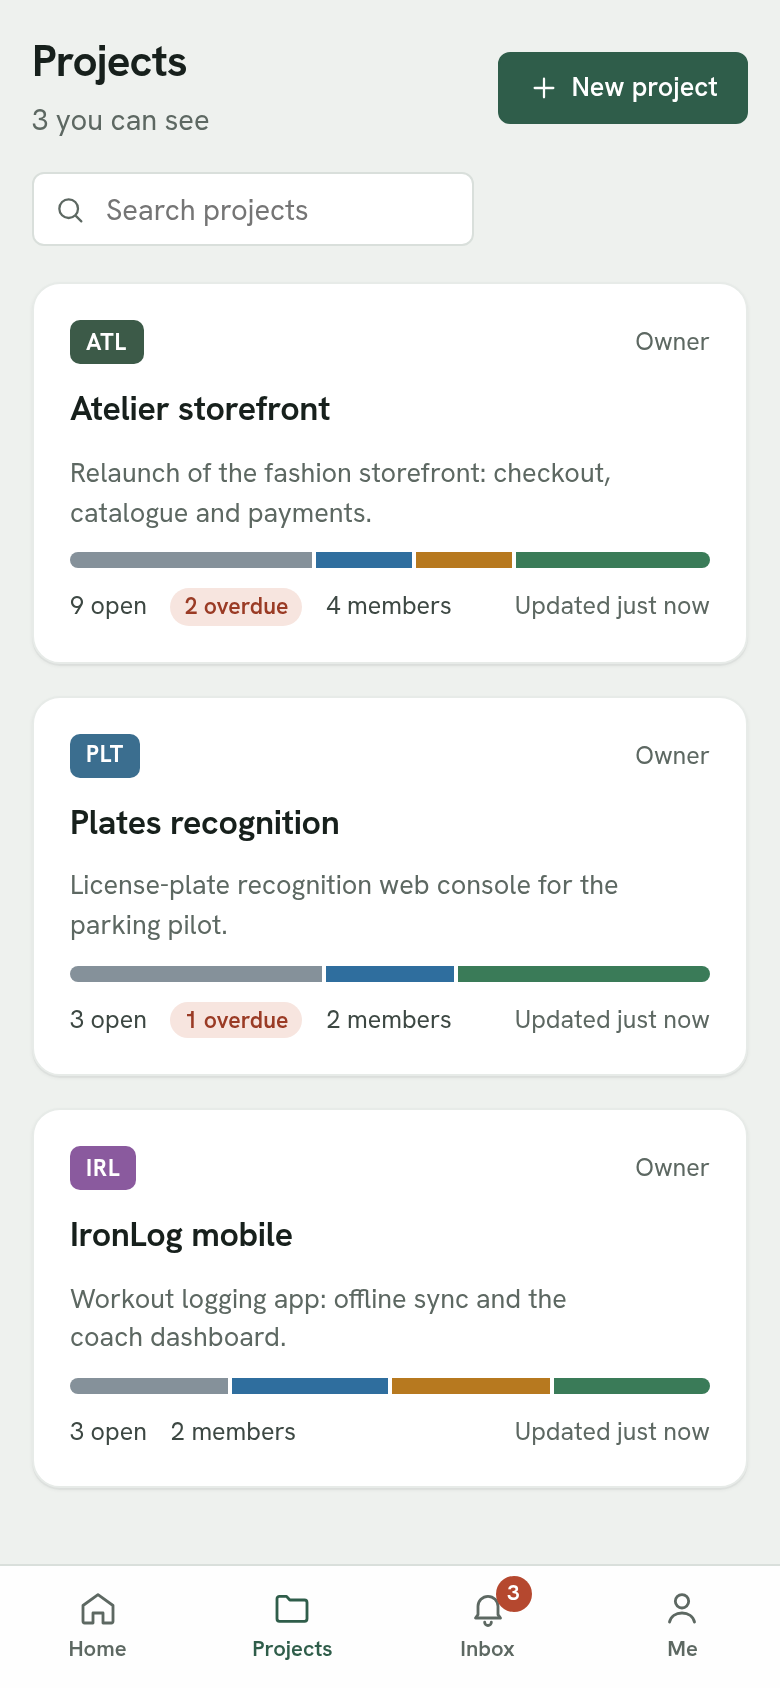 Projects
3 you can see
New project
Search projects
ATL
Owner
Atelier storefront
Relaunch of the fashion storefront: checkout,
catalogue and payments.
9 open 2 overdue 4 members Updated just now
PLT
Owner
Plates recognition
License-plate recognition web console for the
parking pilot.
3 open 1 overdue 2 members Updated just now
IRL
Owner
IronLog mobile
Workout logging app: offline sync and the
coach dashboard.
3 open 2 members Updated just now
3
Home Projects Inbox Me